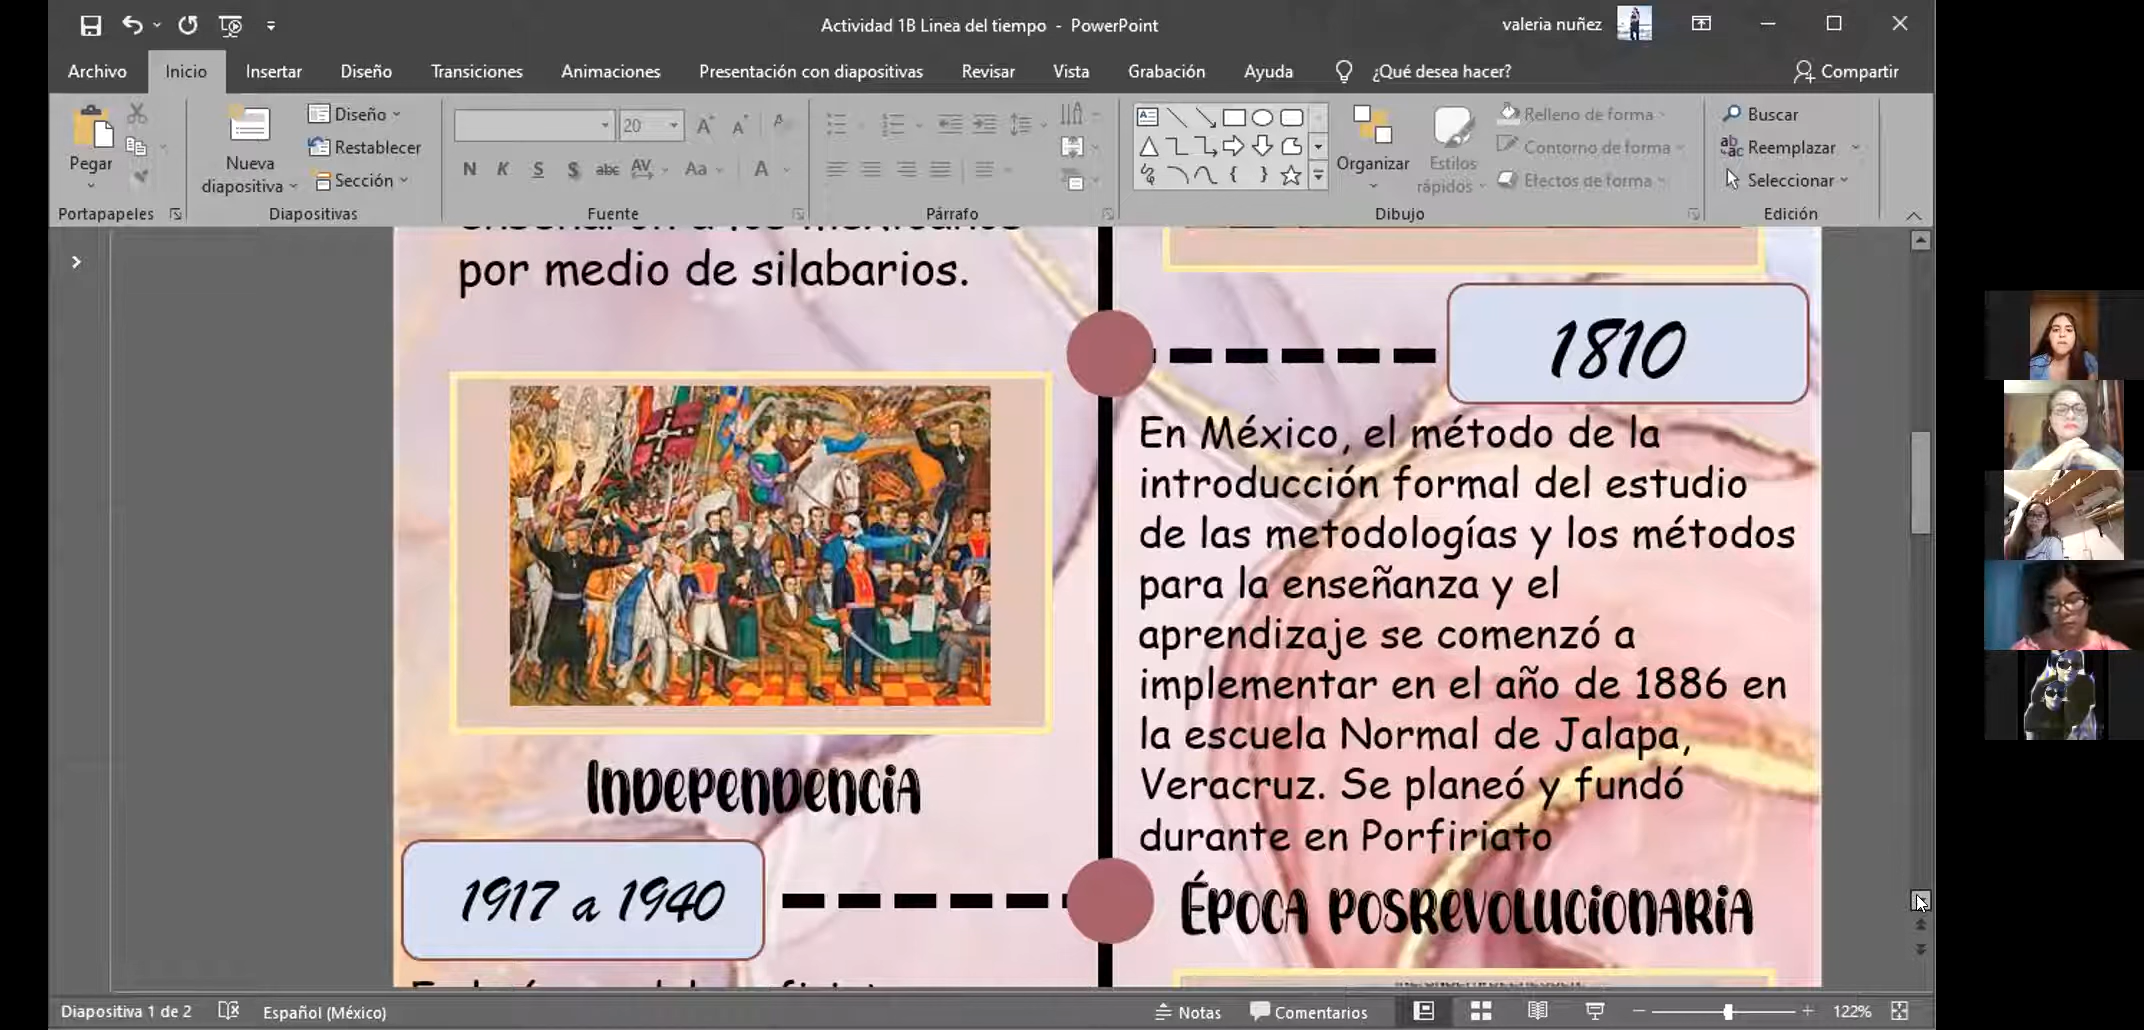 Actividad 1B Linea del tiempo - PowerPoint
valeria nuñez
Archivo
Inicio
Insertar
Diseño
Transiciones
Animaciones
Presentación con diapositivas
Revisar
Vista
Grabación
Ayuda
¿Qué desea hacer?
Compartir
Pegar
Nueva
diapositiva
Diseño
Restablecer
Sección
20
N K S S abc AV Aa A
Organizar
Estilos
rápidos
Relleno de forma
Contorno de forma
Efectos de forma
Buscar
Reemplazar
Seleccionar
Portapapeles
Diapositivas
Fuente
Párrafo
Dibujo
Edición
por medio de silabarios.
Independencia
1810
En México, el método de la
introducción formal del estudio
de las metodologías y los métodos
para la enseñanza y el
aprendizaje se comenzó a
implementar en el año de 1886 en
la escuela Normal de Jalapa,
Veracruz. Se planeó y fundó
durante en Porfiriato
1917 a 1940
Época posrevolucionaria
Diapositiva 1 de 2
Español (México)
Notas
Comentarios
122%